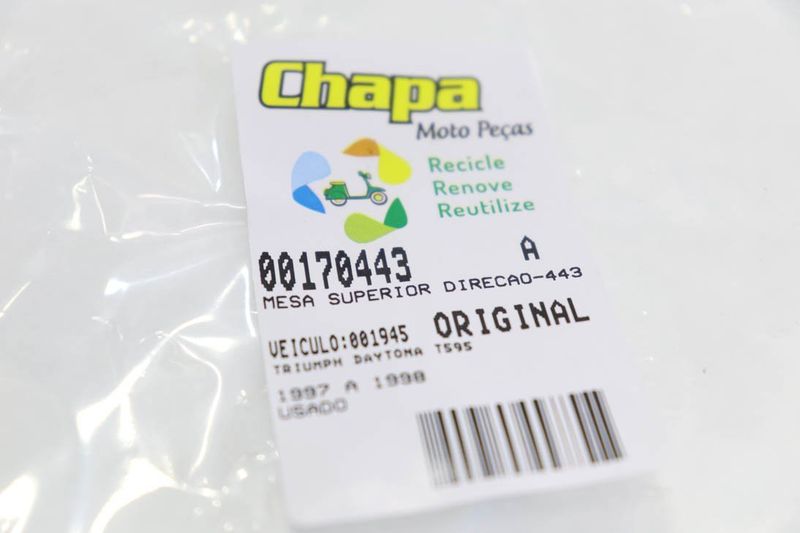 Chapa
Moto Peças
Recicle
Renove
Reutilize
00170443 A
MESA SUPERIOR DIRECAO-443
VEICULO:001945 ORIGINAL
TRIUMPH DAYTONA T595
1997 A 1998
USADO